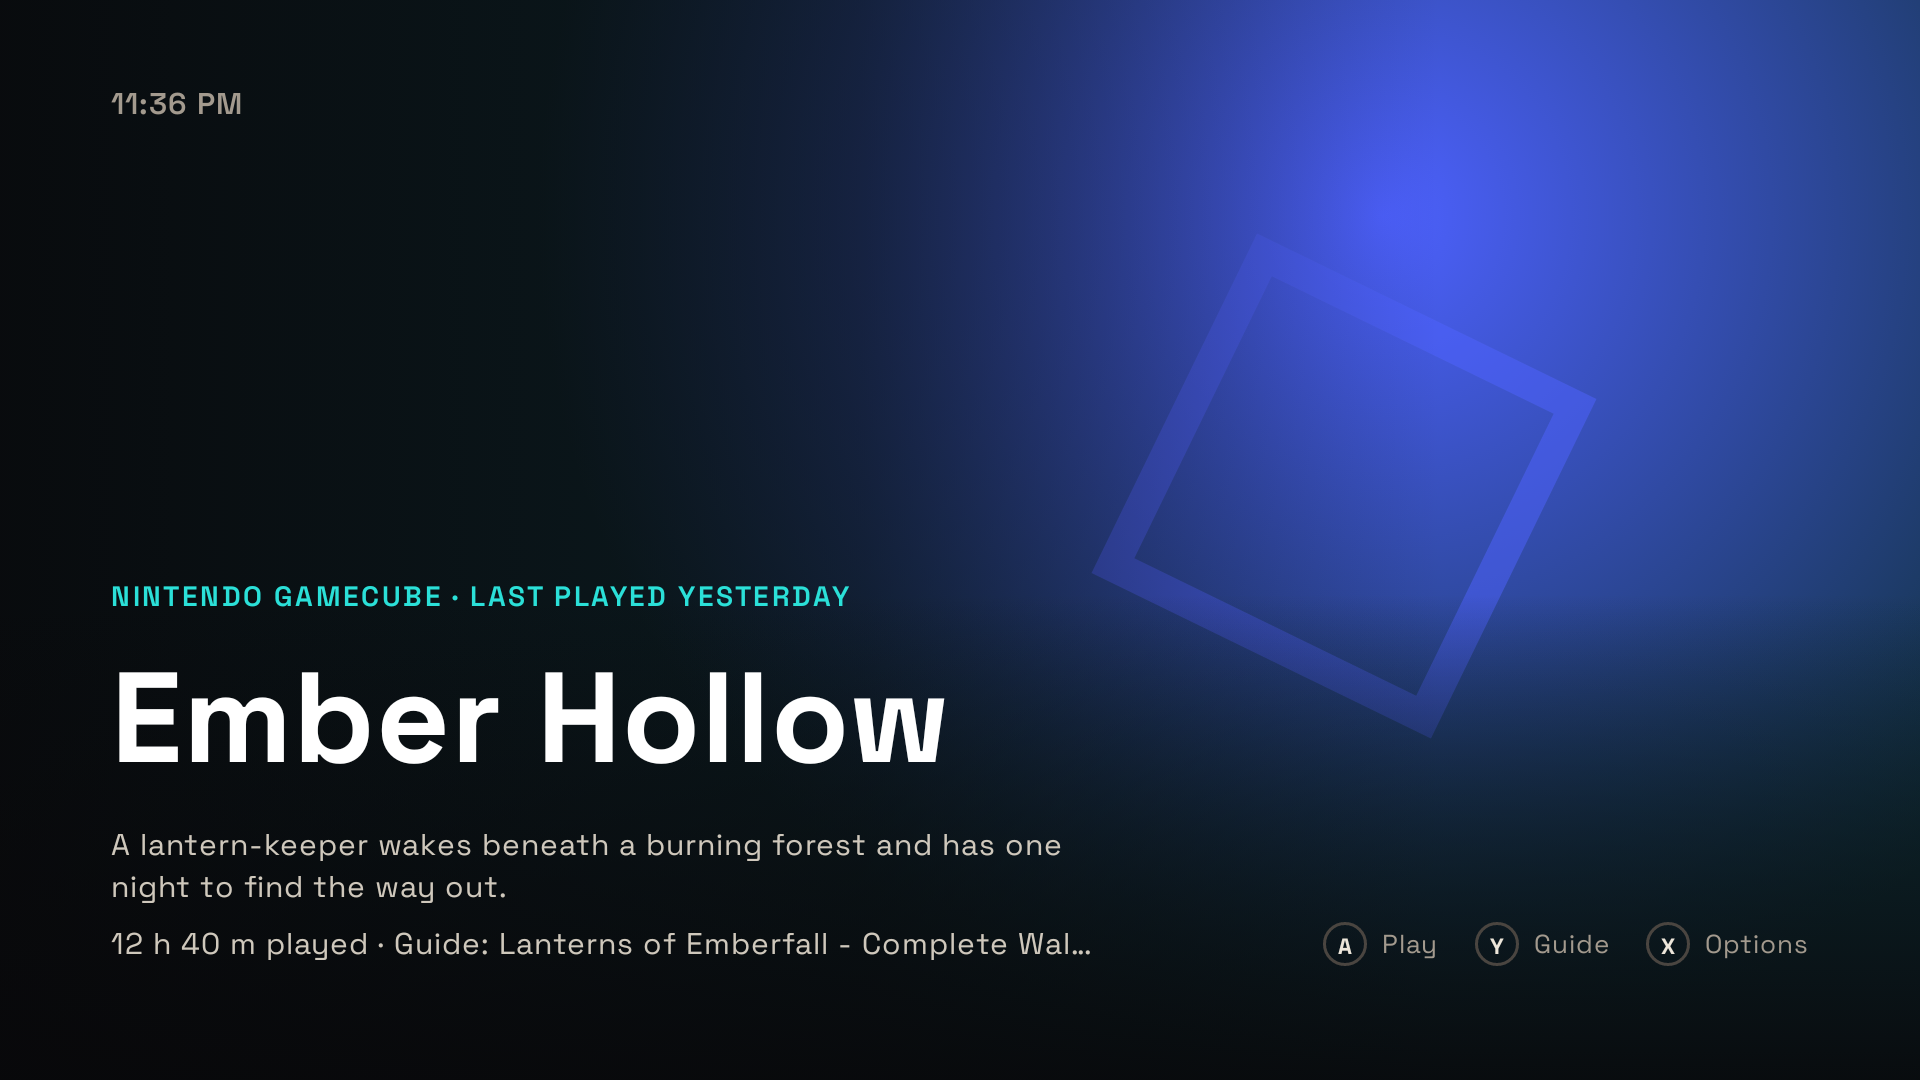 11:36 PM
NINTENDO GAMECUBE · LAST PLAYED YESTERDAY
Ember Hollow
A lantern-keeper wakes beneath a burning forest and has one
night to find the way out.
12 h 40 m played · Guide: Lanterns of Emberfall - Complete Wal…
A Play Y Guide X Options